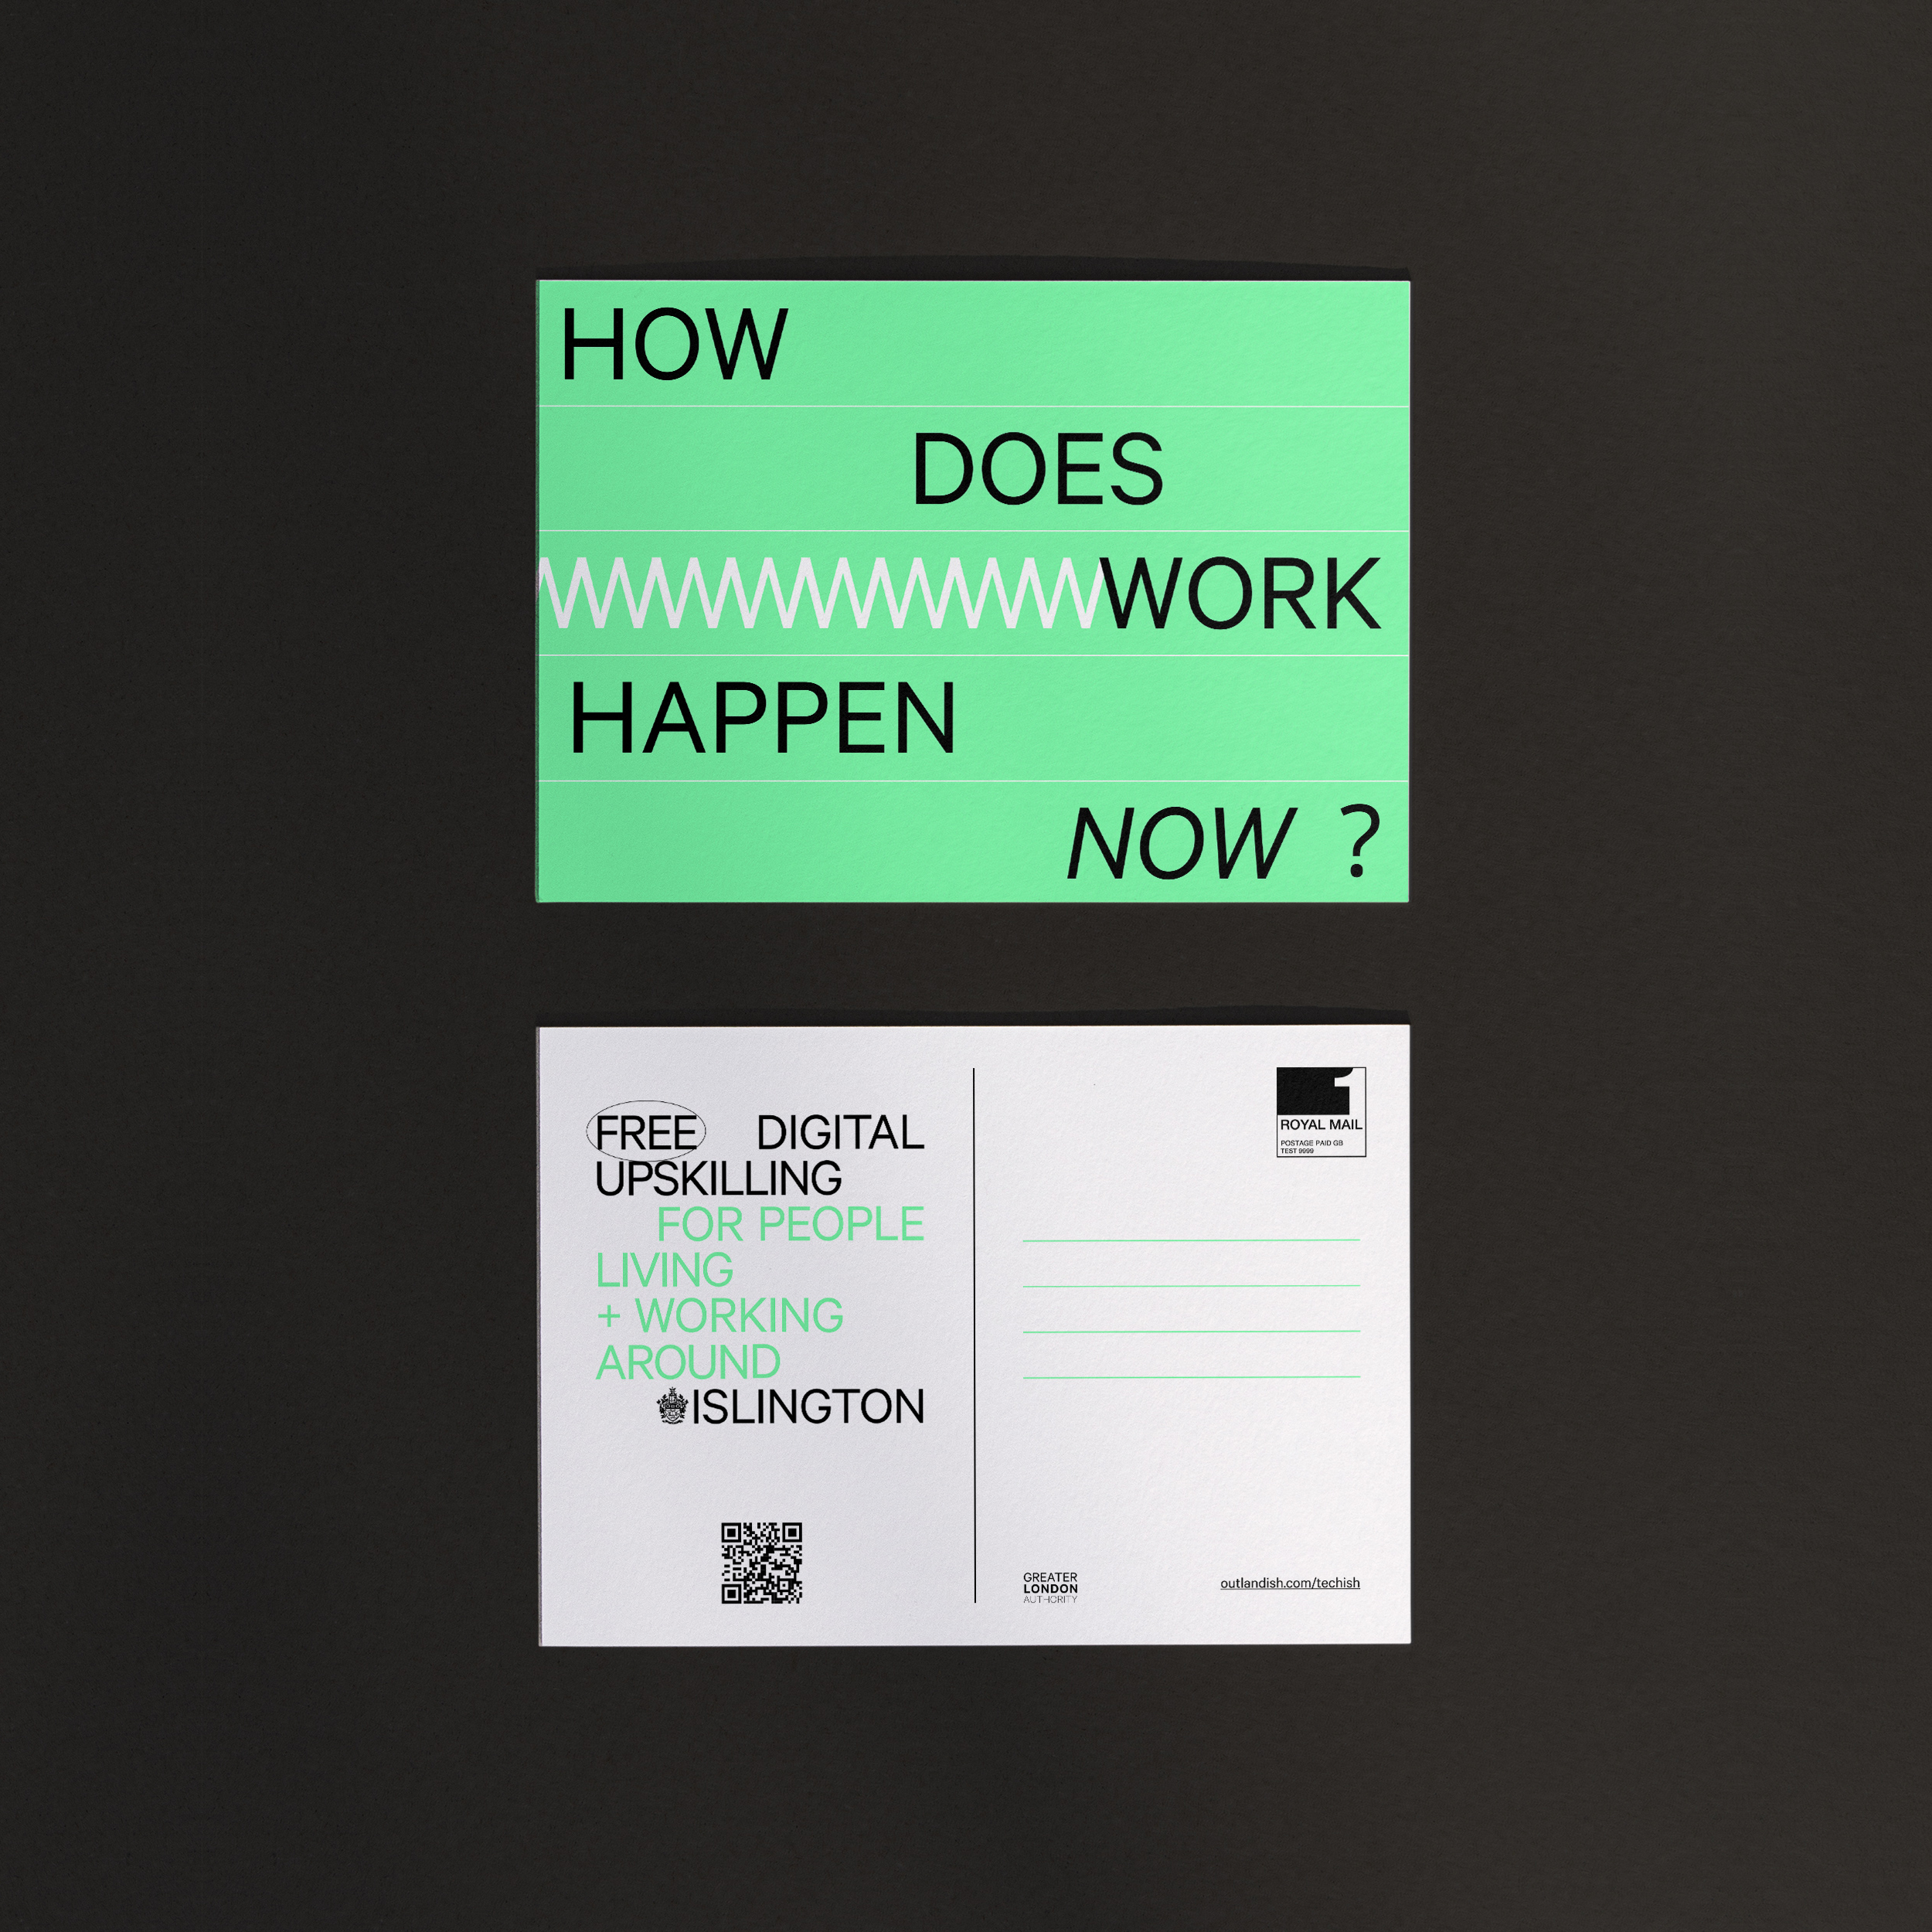 HOW
DOES
WWWWWWWWWORK
HAPPEN
NOW ?
FREE DIGITAL
UPSKILLING
FOR PEOPLE
LIVING
+ WORKING
AROUND
ISLINGTON
1
ROYAL MAIL
POSTAGE PAID GB
TEST 9999
GREATER
LONDON
AUTHORITY
outlandish.com/techish